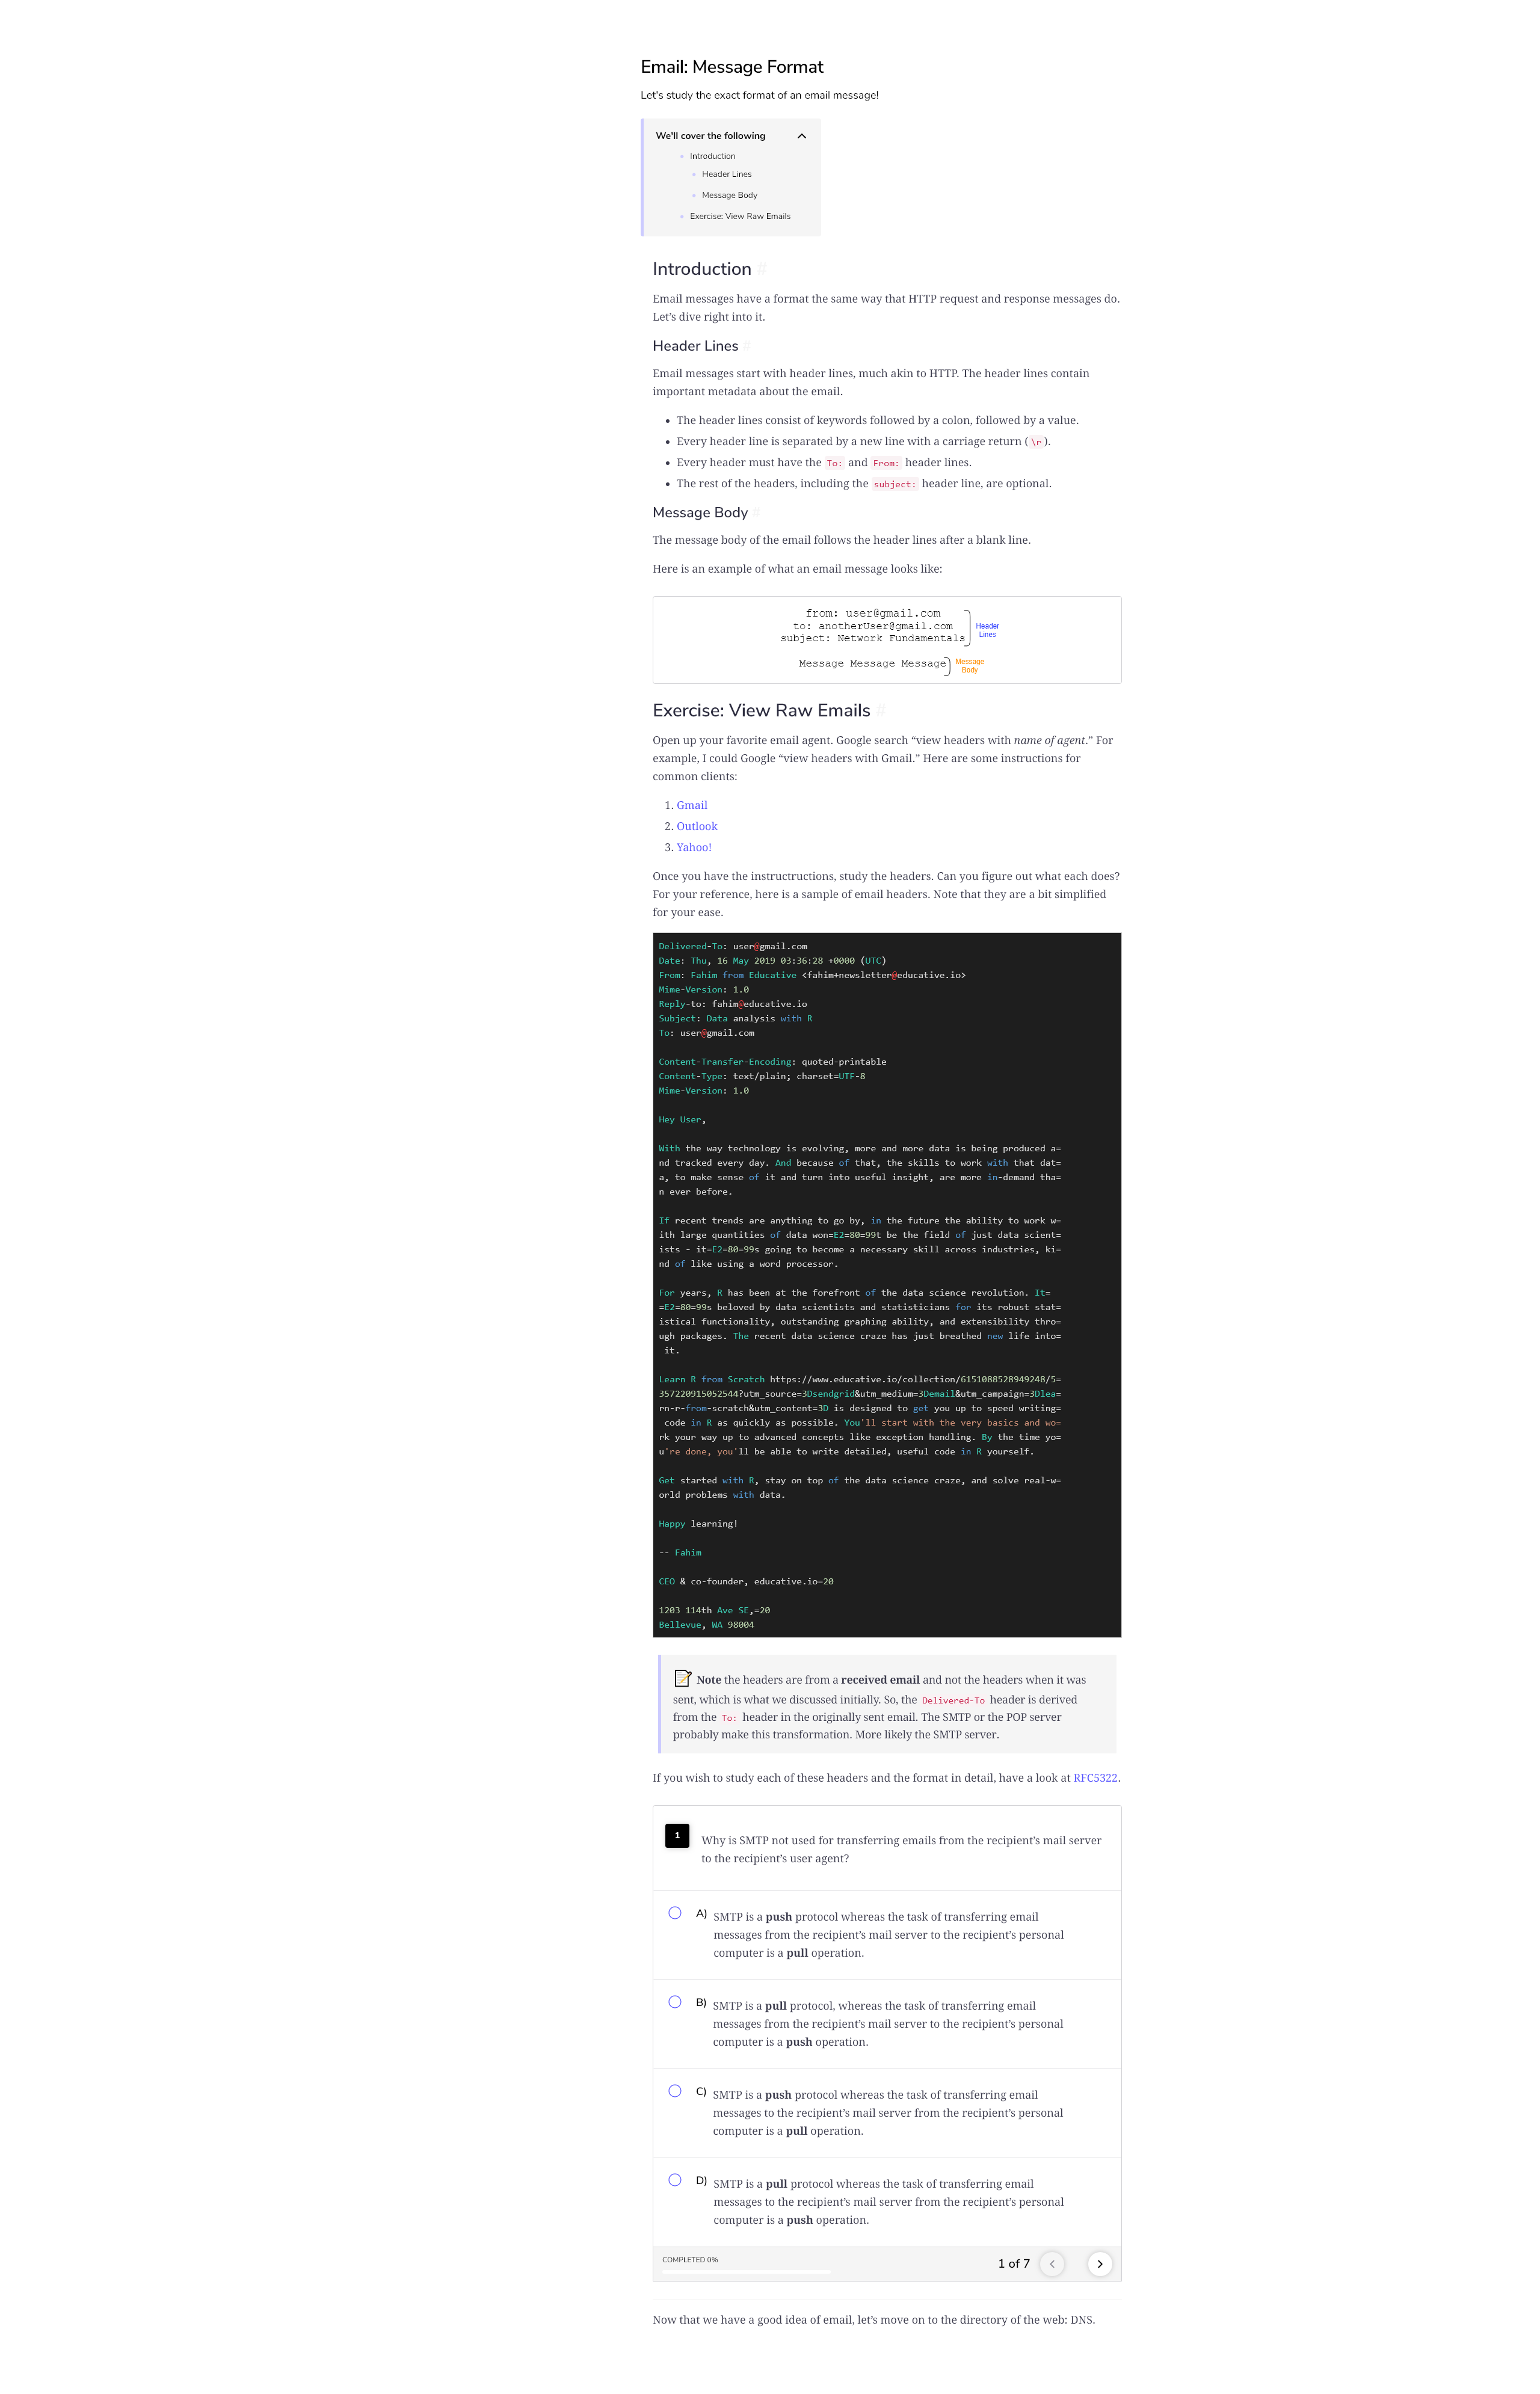 Email: Message Format
Let's study the exact format of an email message!
We'll cover the following
Introduction
Header Lines
Message Body
Exercise: View Raw Emails
Introduction #
Email messages have a format the same way that HTTP request and response messages do.
Let’s dive right into it.
Header Lines #
Email messages start with header lines, much akin to HTTP. The header lines contain
important metadata about the email.
• The header lines consist of keywords followed by a colon, followed by a value.
• Every header line is separated by a new line with a carriage return ( \r ).
• Every header must have the To: and From: header lines.
• The rest of the headers, including the subject: header line, are optional.
Message Body #
The message body of the email follows the header lines after a blank line.
Here is an example of what an email message looks like:
from: user@gmail.com
to: anotherUser@gmail.com
subject: Network Fundamentals
Header
Lines
Message Message Message
Message
Body
Exercise: View Raw Emails #
Open up your favorite email agent. Google search “view headers with name of agent.” For
example, I could Google “view headers with Gmail.” Here are some instructions for
common clients:
1. Gmail
2. Outlook
3. Yahoo!
Once you have the instructructions, study the headers. Can you figure out what each does?
For your reference, here is a sample of email headers. Note that they are a bit simplified
for your ease.
Delivered-To: user@gmail.com
Date: Thu, 16 May 2019 03:36:28 +0000 (UTC)
From: Fahim from Educative <fahim+newsletter@educative.io>
Mime-Version: 1.0
Reply-to: fahim@educative.io
Subject: Data analysis with R
To: user@gmail.com
Content-Transfer-Encoding: quoted-printable
Content-Type: text/plain; charset=UTF-8
Mime-Version: 1.0
Hey User,
With the way technology is evolving, more and more data is being produced a=
nd tracked every day. And because of that, the skills to work with that dat=
a, to make sense of it and turn into useful insight, are more in-demand tha=
n ever before.
If recent trends are anything to go by, in the future the ability to work w=
ith large quantities of data won=E2=80=99t be the field of just data scient=
ists - it=E2=80=99s going to become a necessary skill across industries, ki=
nd of like using a word processor.
For years, R has been at the forefront of the data science revolution. It=
=E2=80=99s beloved by data scientists and statisticians for its robust stat=
istical functionality, outstanding graphing ability, and extensibility thro=
ugh packages. The recent data science craze has just breathed new life into=
 it.
Learn R from Scratch https://www.educative.io/collection/6151088528949248/5=
357220915052544?utm_source=3Dsendgrid&utm_medium=3Demail&utm_campaign=3Dlea=
rn-r-from-scratch&utm_content=3D is designed to get you up to speed writing=
 code in R as quickly as possible. You'll start with the very basics and wo=
rk your way up to advanced concepts like exception handling. By the time yo=
u're done, you'll be able to write detailed, useful code in R yourself.
Get started with R, stay on top of the data science craze, and solve real-w=
orld problems with data.
Happy learning!
-- Fahim
CEO & co-founder, educative.io=20
1203 114th Ave SE,=20
Bellevue, WA 98004
📝 Note the headers are from a received email and not the headers when it was
sent, which is what we discussed initially. So, the Delivered-To header is derived
from the To: header in the originally sent email. The SMTP or the POP server
probably make this transformation. More likely the SMTP server.
If you wish to study each of these headers and the format in detail, have a look at RFC5322.
1
Why is SMTP not used for transferring emails from the recipient’s mail server
to the recipient’s user agent?
A) SMTP is a push protocol whereas the task of transferring email
messages from the recipient’s mail server to the recipient’s personal
computer is a pull operation.
B) SMTP is a pull protocol, whereas the task of transferring email
messages from the recipient’s mail server to the recipient’s personal
computer is a push operation.
C) SMTP is a push protocol whereas the task of transferring email
messages to the recipient’s mail server from the recipient’s personal
computer is a pull operation.
D) SMTP is a pull protocol whereas the task of transferring email
messages to the recipient’s mail server from the recipient’s personal
computer is a push operation.
COMPLETED 0%
1 of 7
Now that we have a good idea of email, let’s move on to the directory of the web: DNS.